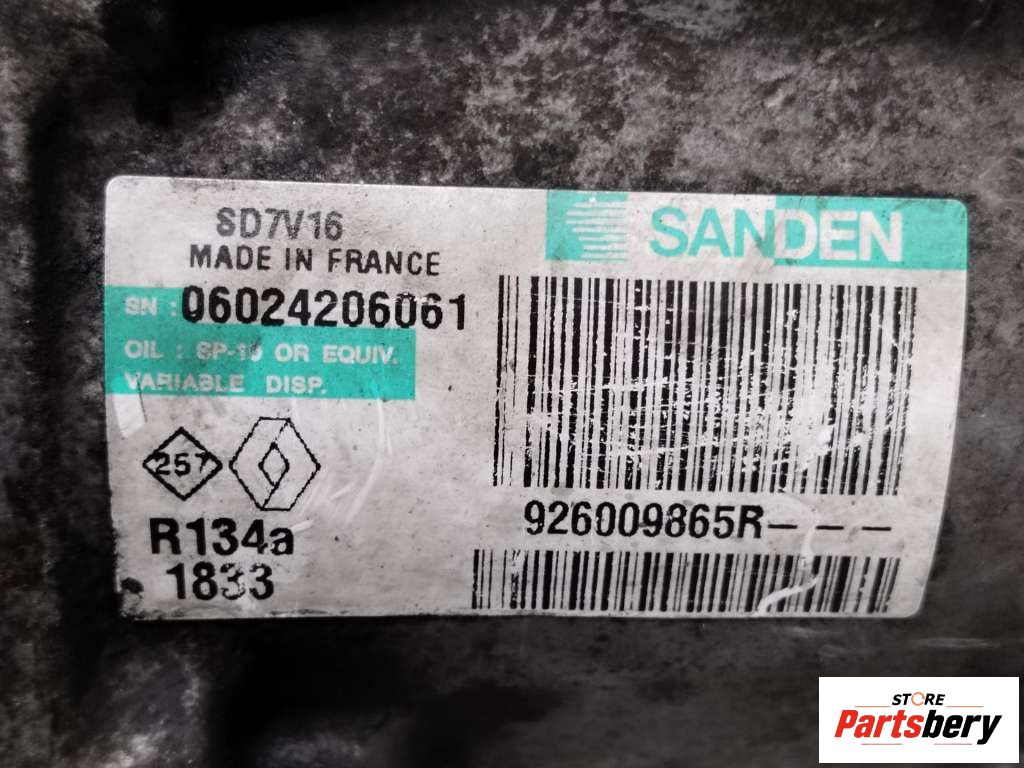 SD7V16
SANDEN
MADE IN FRANCE
SN : 06024206061
OIL : SP-10 OR EQUIV.
VARIABLE DISP.
257
926009865R- - -
R134a
1833
STORE
Partsbery